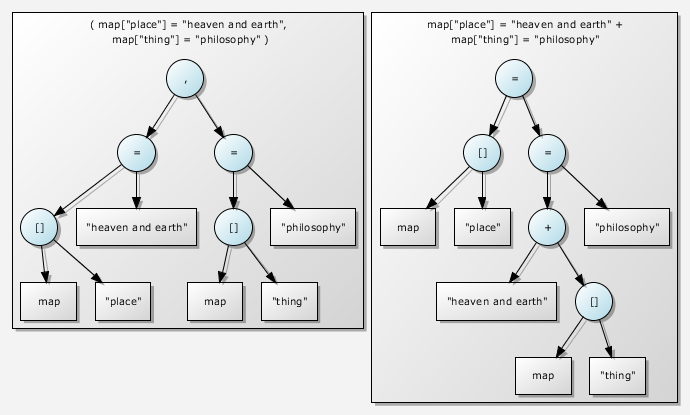 ( map["place"] = "heaven and earth",
map["thing"] = "philosophy" )
,
= =
[] "heaven and earth" [] "philosophy"
map "place" map "thing"
map["place"] = "heaven and earth" +
map["thing"] = "philosophy"
=
[] =
map "place" + "philosophy"
"heaven and earth" []
map "thing"